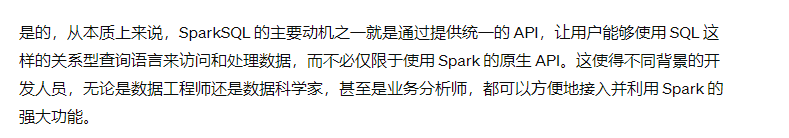 是的，从本质上来说，SparkSQL 的主要动机之一就是通过提供统一的 API，让用户能够使用 SQL 这
样的关系型查询语言来访问和处理数据，而不必仅限于使用 Spark 的原生 API。这使得不同背景的开
发人员，无论是数据工程师还是数据科学家，甚至是业务分析师，都可以方便地接入并利用 Spark 的
强大功能。